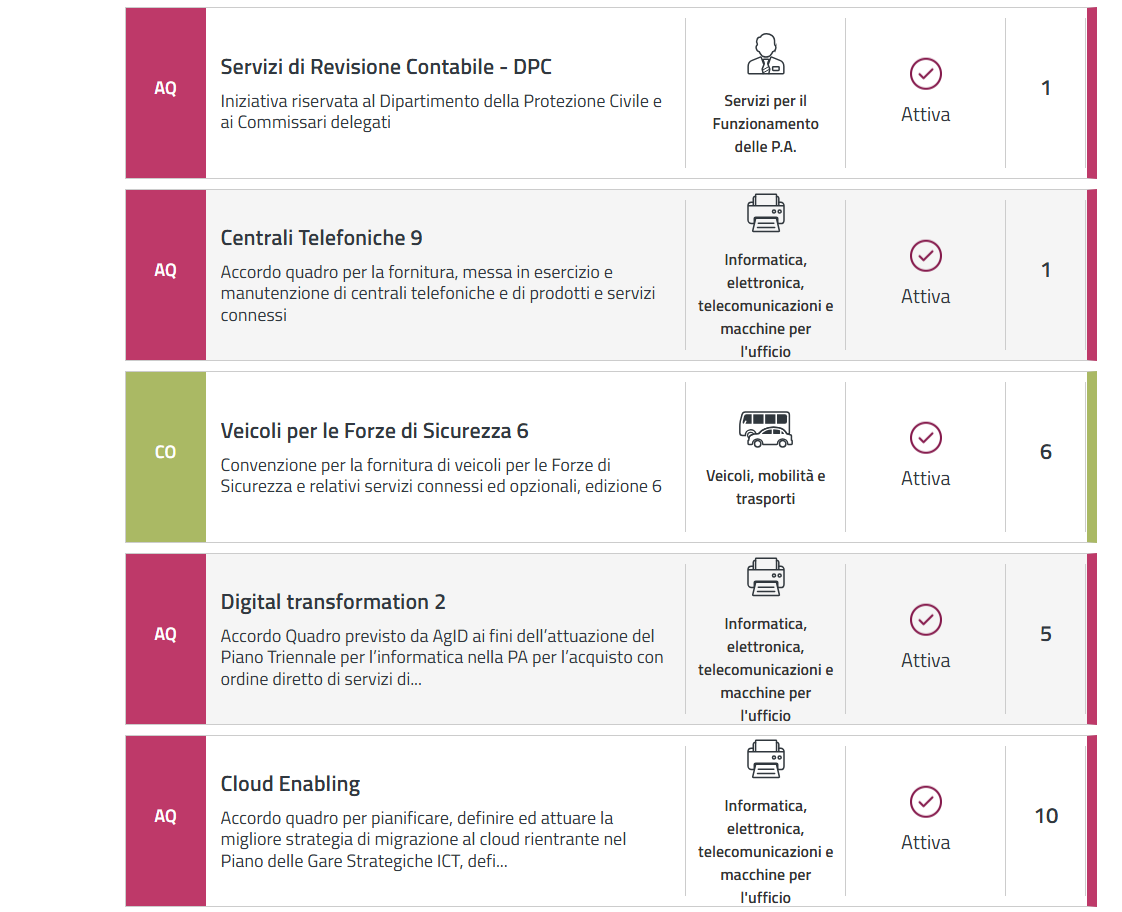 AQ
Servizi di Revisione Contabile - DPC
Iniziativa riservata al Dipartimento della Protezione Civile e
ai Commissari delegati
Servizi per il
Funzionamento
delle P.A.
Attiva
1
AQ
Centrali Telefoniche 9
Accordo quadro per la fornitura, messa in esercizio e
manutenzione di centrali telefoniche e di prodotti e servizi
connessi
Informatica,
elettronica,
telecomunicazioni e
macchine per
l'ufficio
Attiva
1
CO
Veicoli per le Forze di Sicurezza 6
Convenzione per la fornitura di veicoli per le Forze di
Sicurezza e relativi servizi connessi ed opzionali, edizione 6
Veicoli, mobilità e
trasporti
Attiva
6
AQ
Digital transformation 2
Accordo Quadro previsto da AgID ai fini dell’attuazione del
Piano Triennale per l’informatica nella PA per l’acquisto con
ordine diretto di servizi di...
Informatica,
elettronica,
telecomunicazioni e
macchine per
l'ufficio
Attiva
5
AQ
Cloud Enabling
Accordo quadro per pianificare, definire ed attuare la
migliore strategia di migrazione al cloud rientrante nel
Piano delle Gare Strategiche ICT, defi...
Informatica,
elettronica,
telecomunicazioni e
macchine per
l'ufficio
Attiva
10